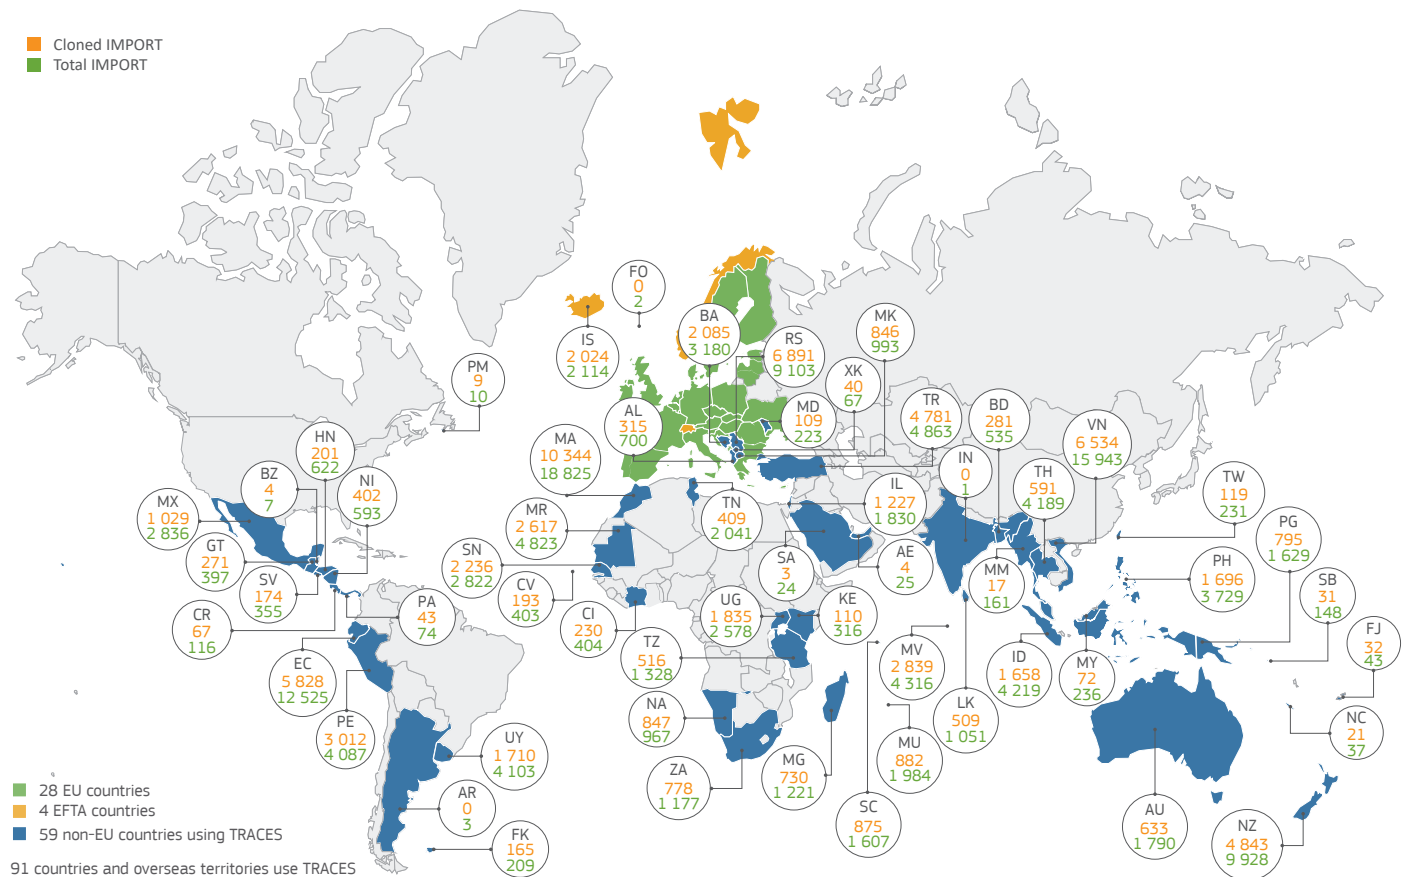 Cloned IMPORT
Total IMPORT
FO
0
2
IS
2 024
2 114
BA
2 085
3 180
RS
6 891
9 103
MK
846
993
XK
40
67
PM
9
10
AL
315
700
MD
109
223
TR
4 781
4 863
BD
281
535
VN
6 534
15 943
HN
201
622
MA
10 344
18 825
BZ
4
7
NI
402
593
IN
0
1
TH
591
4 189
TW
119
231
MX
1 029
2 836
MR
2 617
4 823
TN
409
2 041
IL
1 227
1 830
PG
795
1 629
GT
271
397
SN
2 236
2 822
SA
3
24
AE
4
25
MM
17
161
PH
1 696
3 729
SV
174
355
CV
193
403
SB
31
148
CR
67
116
PA
43
74
CI
230
404
UG
1 835
2 578
KE
110
316
FJ
32
43
EC
5 828
12 525
TZ
516
1 328
MV
2 839
4 316
ID
1 658
4 219
MY
72
236
PE
3 012
4 087
NA
847
967
LK
509
1 051
NC
21
37
UY
1 710
4 103
MU
882
1 984
ZA
778
1 177
MG
730
1 221
AR
0
3
SC
875
1 607
AU
633
1 790
NZ
4 843
9 928
FK
165
209
28 EU countries
4 EFTA countries
59 non-EU countries using TRACES
91 countries and overseas territories use TRACES